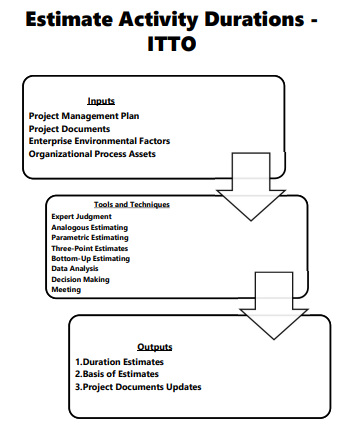 Estimate Activity Durations -
ITTO
Inputs
Project Management Plan
Project Documents
Enterprise Environmental Factors
Organizational Process Assets
Tools and Techniques
Expert Judgment
Analogous Estimating
Parametric Estimating
Three-Point Estimates
Bottom-Up Estimating
Data Analysis
Decision Making
Meeting
Outputs
1.Duration Estimates
2.Basis of Estimates
3.Project Documents Updates